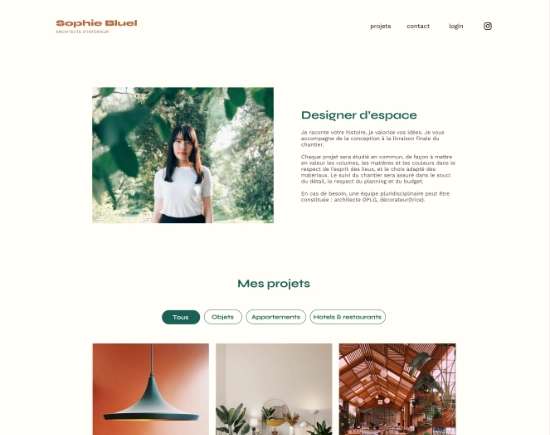 Sophie Bluel
ARCHITECTE D'INTÉRIEUR
projets
contact
login
Designer d'espace
Je raconte votre histoire, je valorise vos idées. Je vous
accompagne de la conception à la livraison finale du
chantier.
Chaque projet sera étudié en commun, de façon à mettre
en valeur les volumes, les matières et les couleurs dans le
respect de l'esprit des lieux, et le choix adapté des
matériaux. Le suivi du chantier sera assuré dans le souci
du détail, le respect du planning et du budget.
En cas de besoin, une équipe pluridisciplinaire peut être
constituée : architecte DPLG, décorateur(trice).
Mes projets
Tous
Objets
Appartements
Hotels & restaurants